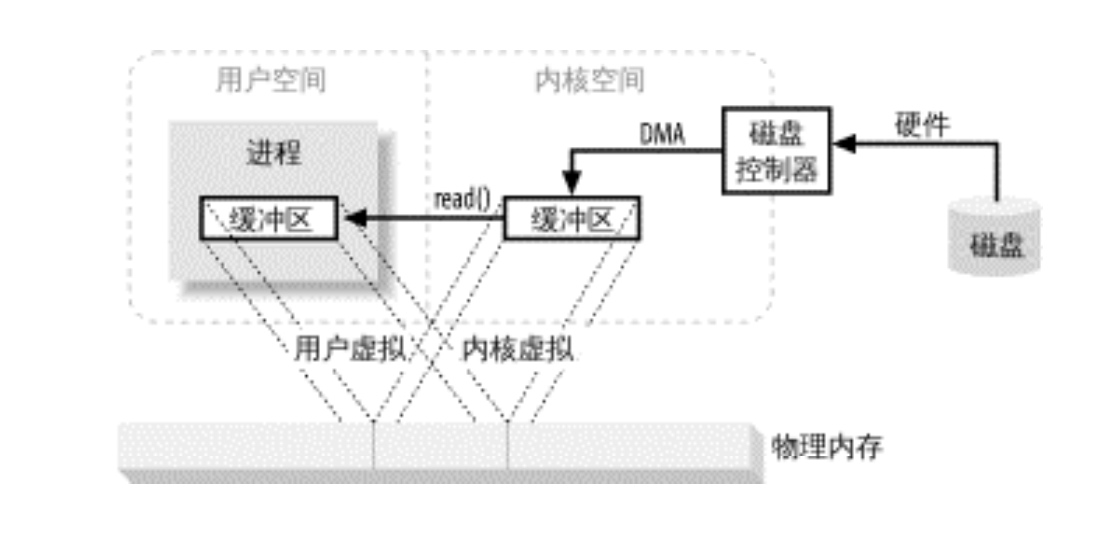 用户空间
内核空间
进程
DMA
磁盘
控制器
硬件
缓冲区
read()
缓冲区
磁盘
用户虚拟
内核虚拟
物理内存